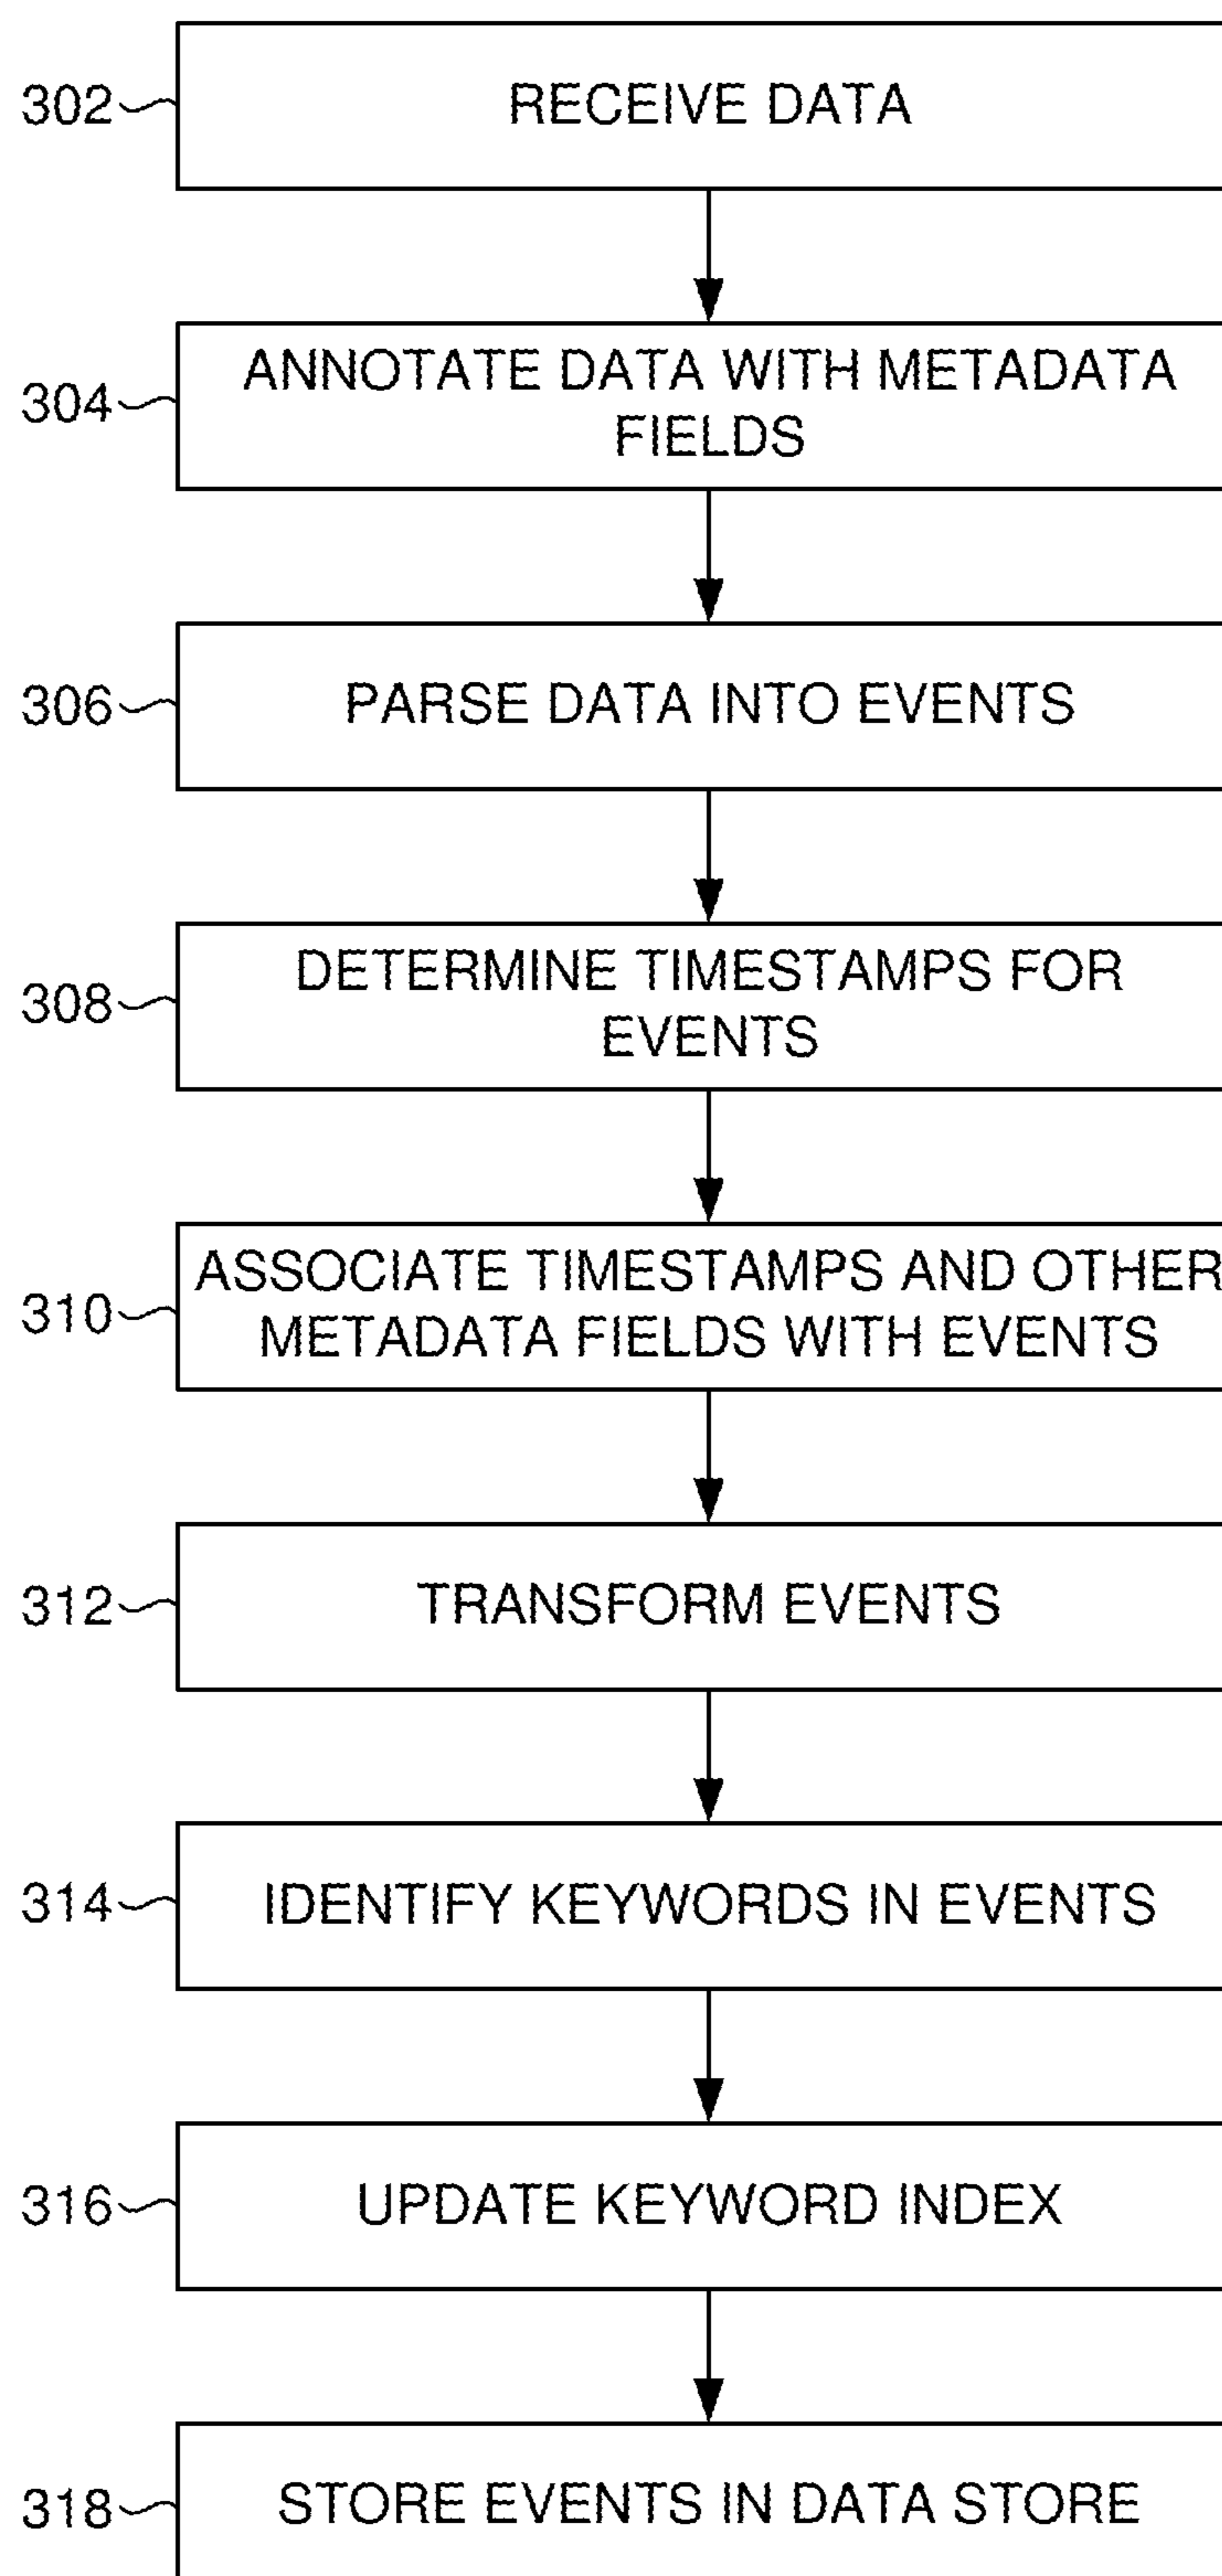 302
RECEIVE DATA
304
ANNOTATE DATA WITH METADATA
FIELDS
306
PARSE DATA INTO EVENTS
308
DETERMINE TIMESTAMPS FOR
EVENTS
310
ASSOCIATE TIMESTAMPS AND OTHER
METADATA FIELDS WITH EVENTS
312
TRANSFORM EVENTS
314
IDENTIFY KEYWORDS IN EVENTS
316
UPDATE KEYWORD INDEX
318
STORE EVENTS IN DATA STORE